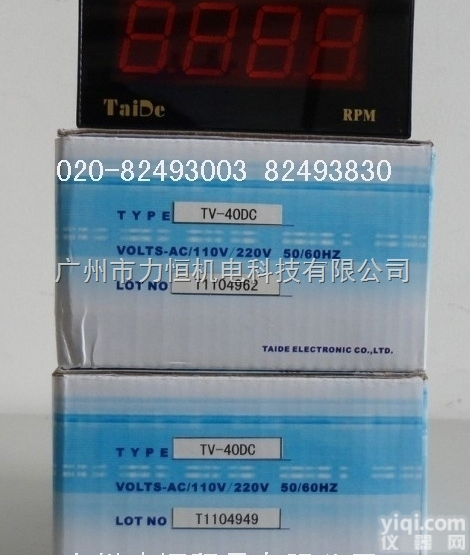 8888
TaiDe RPM
020-82493003 82493830
TYPE TV-40DC
VOLTS-AC/110V/220V 50/60HZ
广州市力恒机电科技有限公司
LOT NO T1104962
TAIDE ELECTRONIC CO.,LTD.
TYPE TV-40DC
VOLTS-AC/110V/220V 50/60HZ
LOT NO T1104949
yiqi.com
仪器网